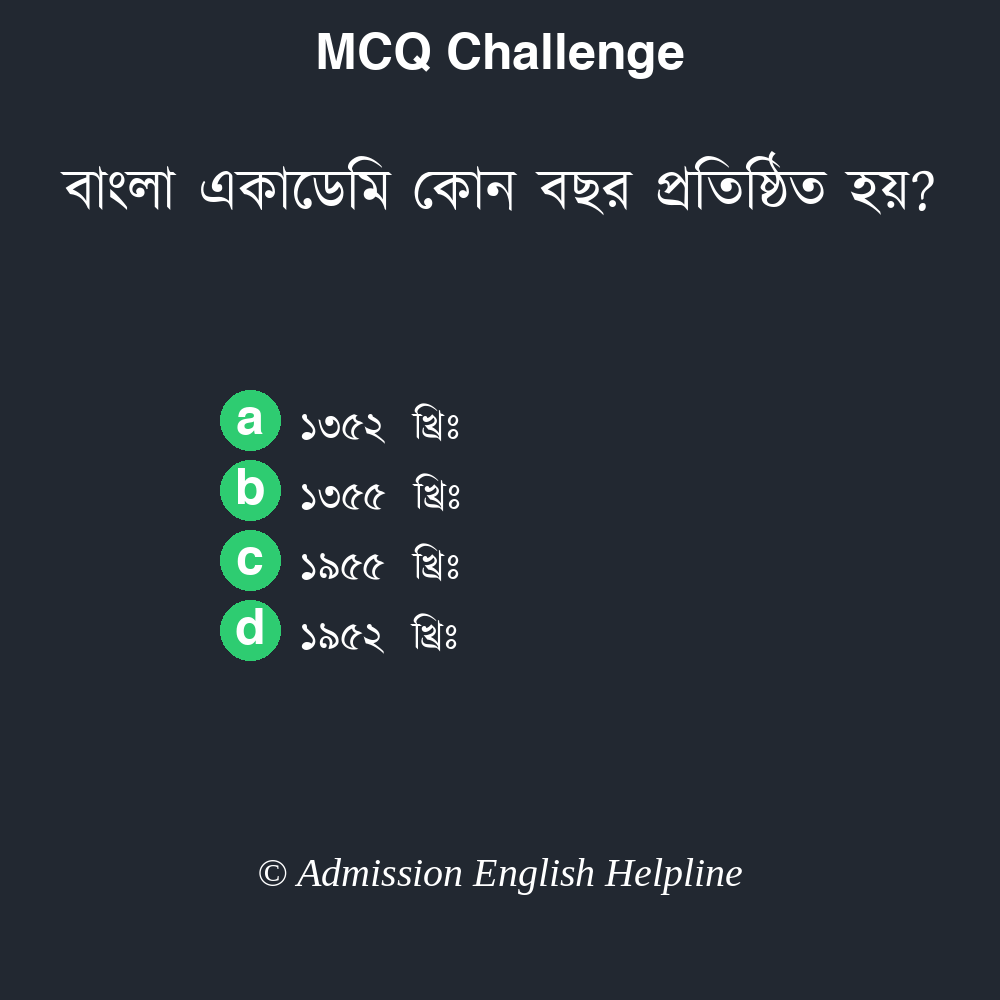 MCQ Challenge
বাংলা একাডেমি কোন বছর প্রতিষ্ঠিত হয়?
a ১৩৫২ খ্রিঃ
b ১৩৫৫ খ্রিঃ
c ১৯৫৫ খ্রিঃ
d ১৯৫২ খ্রিঃ
© Admission English Helpline